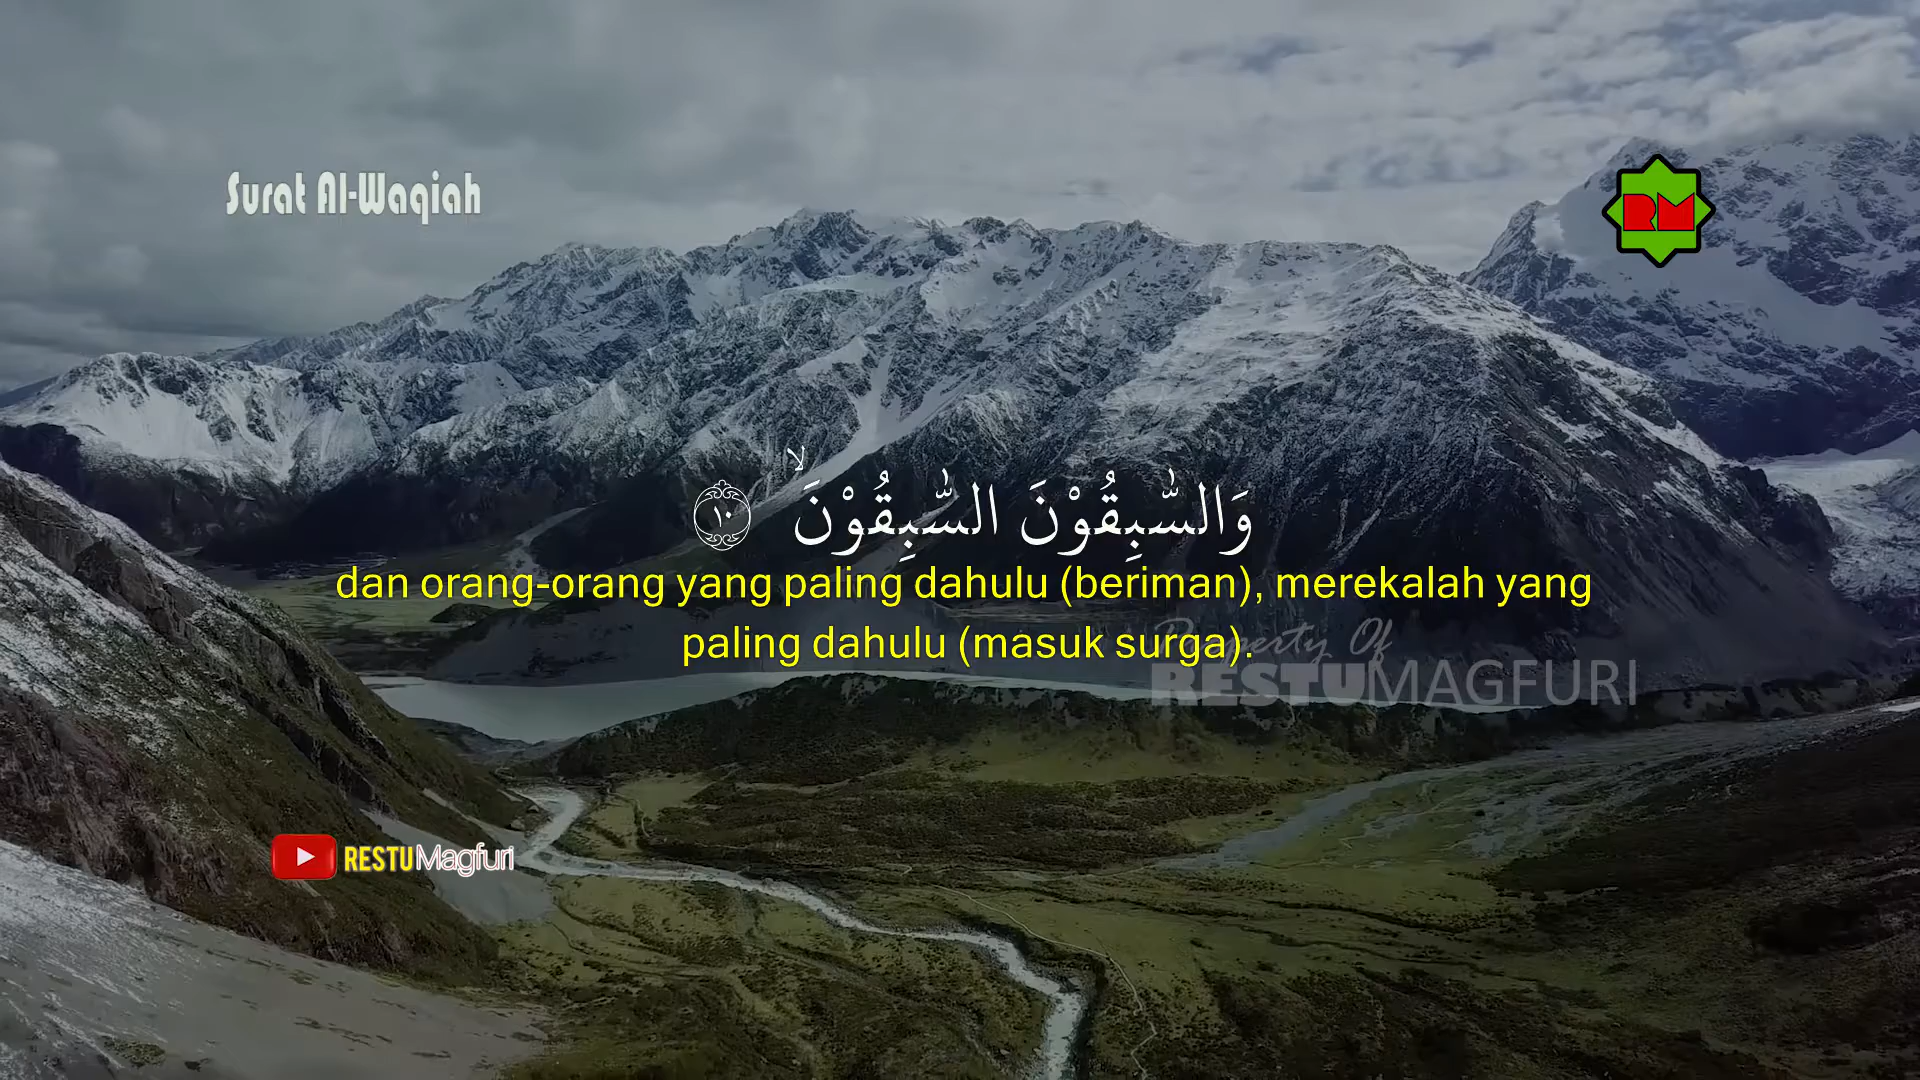 Surat Al-Waqiah
RM
وَالسّٰبِقُوْنَ السّٰبِقُوْنَۙ ١٠
dan orang-orang yang paling dahulu (beriman), merekalah yang
paling dahulu (masuk surga).
Property Of
RESTUMAGFURI
RESTUMagfuri